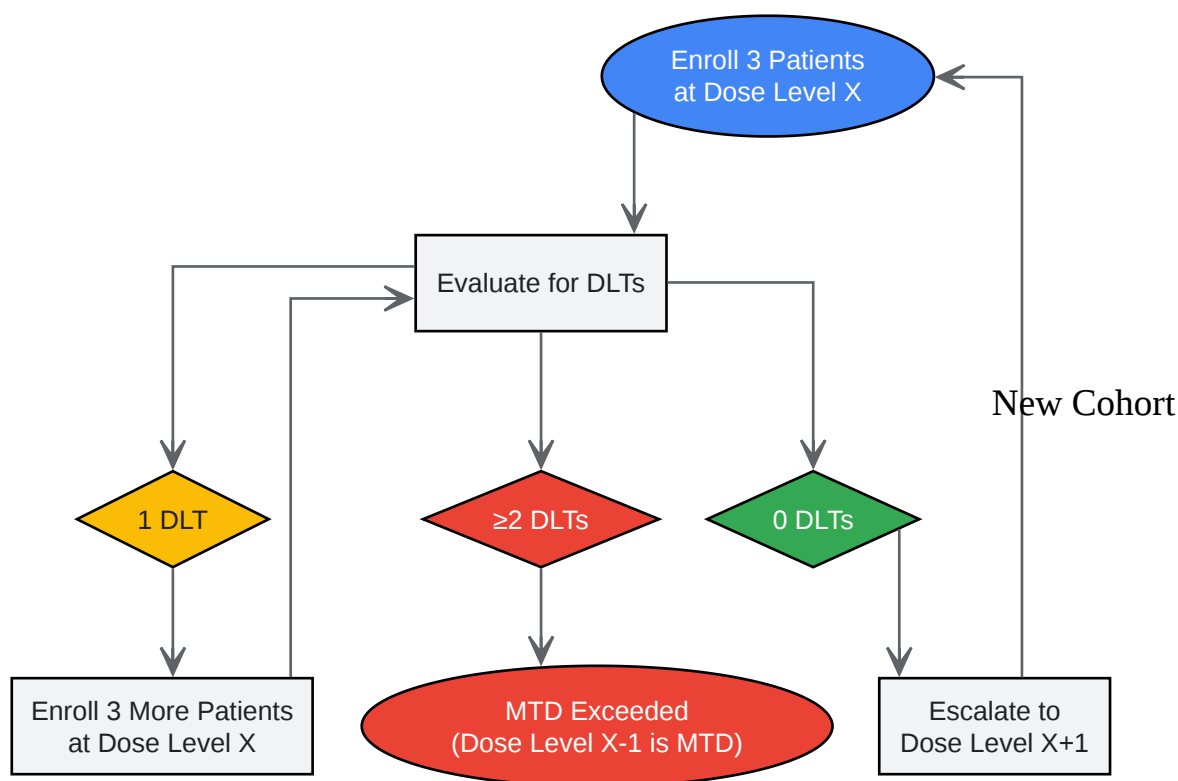 Enroll 3 Patients
at Dose Level X
Evaluate for DLTs
New Cohort
1 DLT
≥2 DLTs
0 DLTs
Enroll 3 More Patients
at Dose Level X
MTD Exceeded
(Dose Level X-1 is MTD)
Escalate to
Dose Level X+1